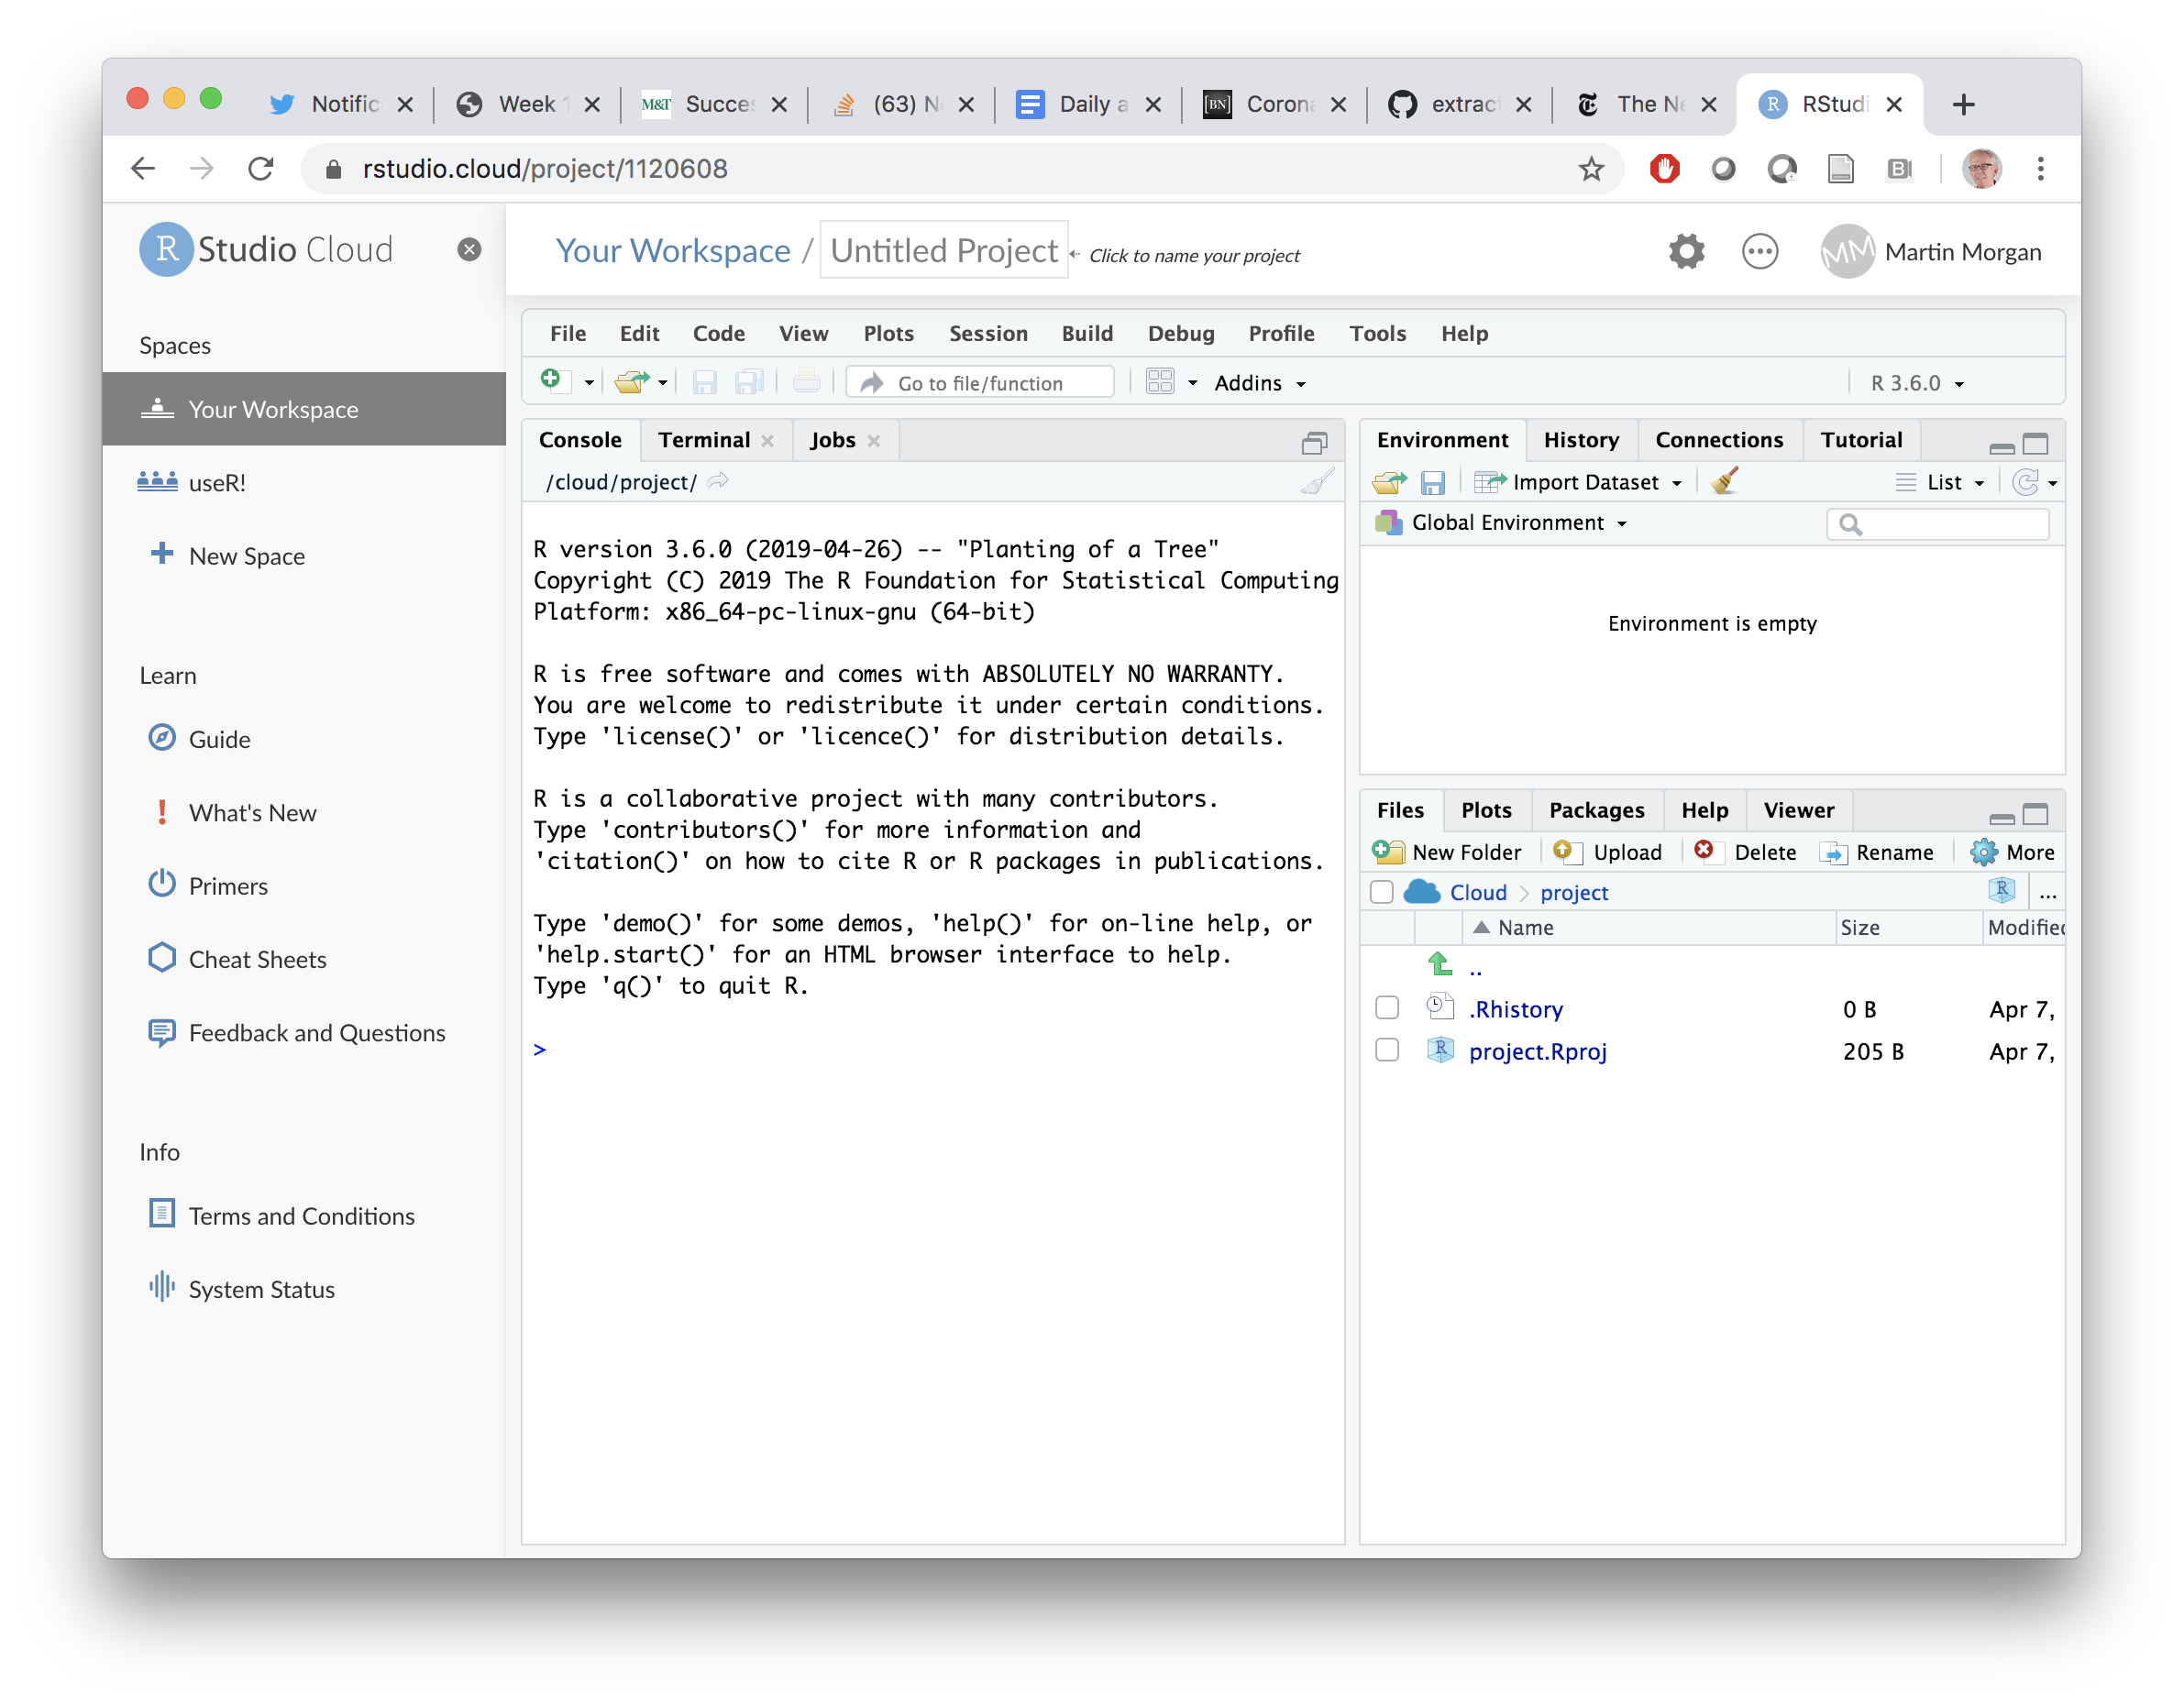 Notific
Week 1
M&T Succes
(63) N
Daily a
[BN] Corona
extract
The Ne
R RStudi
rstudio.cloud/project/1120608
R Studio Cloud
Your Workspace / Untitled Project Click to name your project
MM Martin Morgan
Spaces
Your Workspace
useR!
New Space
Learn
Guide
What's New
Primers
Cheat Sheets
Feedback and Questions
Info
Terms and Conditions
System Status
File Edit Code View Plots Session Build Debug Profile Tools Help
Go to file/function Addins R 3.6.0
Console Terminal Jobs
/cloud/project/
R version 3.6.0 (2019-04-26) -- "Planting of a Tree"
Copyright (C) 2019 The R Foundation for Statistical Computing
Platform: x86_64-pc-linux-gnu (64-bit)
R is free software and comes with ABSOLUTELY NO WARRANTY.
You are welcome to redistribute it under certain conditions.
Type 'license()' or 'licence()' for distribution details.
R is a collaborative project with many contributors.
Type 'contributors()' for more information and
'citation()' on how to cite R or R packages in publications.
Type 'demo()' for some demos, 'help()' for on-line help, or
'help.start()' for an HTML browser interface to help.
Type 'q()' to quit R.
>
Environment History Connections Tutorial
Import Dataset List
Global Environment
Environment is empty
Files Plots Packages Help Viewer
New Folder Upload Delete Rename More
Cloud > project R ...
Name Size Modified
..
.Rhistory 0 B Apr 7,
project.Rproj 205 B Apr 7,